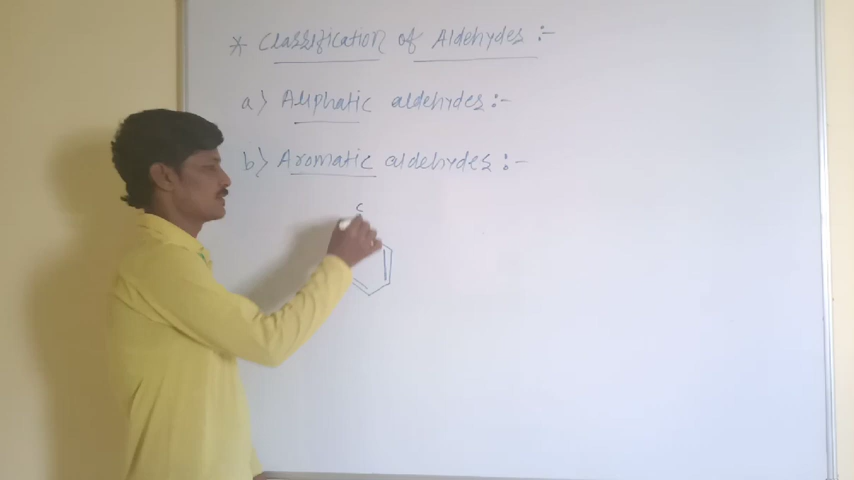 * Classification of Aldehydes :-
a) Aliphatic aldehydes :-
b) Aromatic aldehydes :-
C